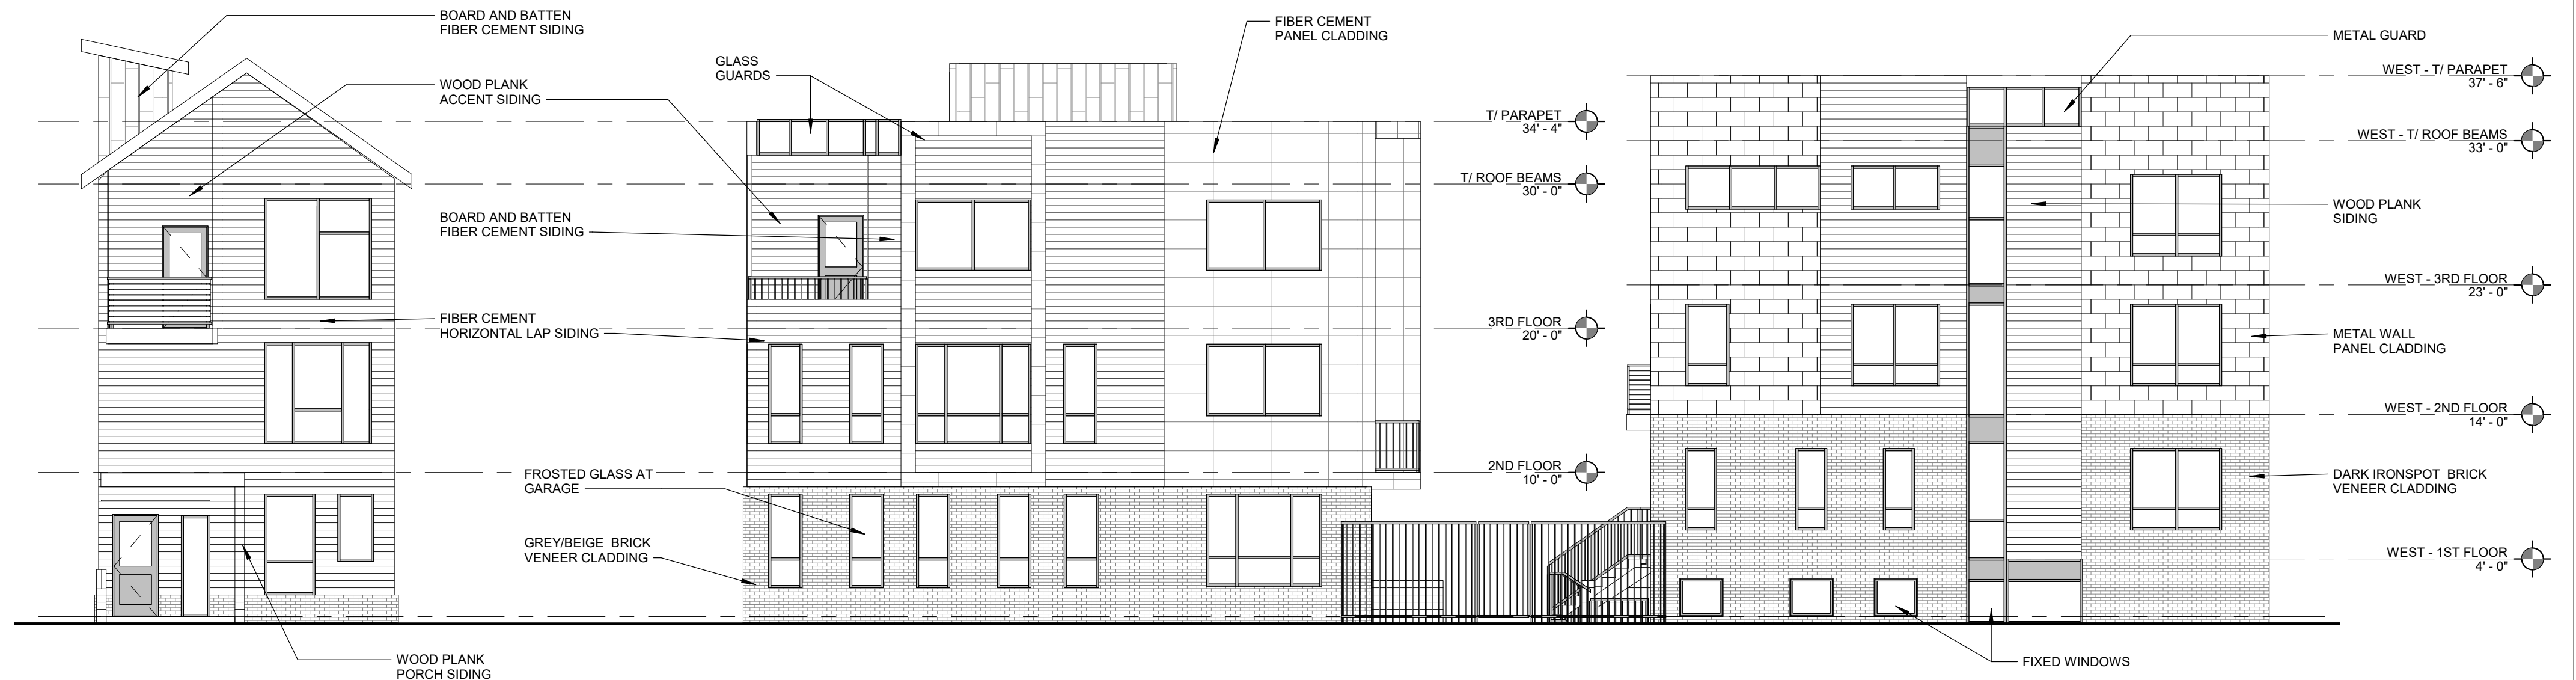 BOARD AND BATTEN
FIBER CEMENT SIDING
WOOD PLANK
ACCENT SIDING
BOARD AND BATTEN
FIBER CEMENT SIDING
FIBER CEMENT
HORIZONTAL LAP SIDING
FROSTED GLASS AT
GARAGE
GREY/BEIGE BRICK
VENEER CLADDING
WOOD PLANK
PORCH SIDING
GLASS
GUARDS
FIBER CEMENT
PANEL CLADDING
T/ PARAPET
34' - 4"
T/ ROOF BEAMS
30' - 0"
3RD FLOOR
20' - 0"
2ND FLOOR
10' - 0"
METAL GUARD
WEST - T/ PARAPET
37' - 6"
WEST - T/ ROOF BEAMS
33' - 0"
WOOD PLANK
SIDING
WEST - 3RD FLOOR
23' - 0"
METAL WALL
PANEL CLADDING
WEST - 2ND FLOOR
14' - 0"
DARK IRONSPOT BRICK
VENEER CLADDING
WEST - 1ST FLOOR
4' - 0"
FIXED WINDOWS